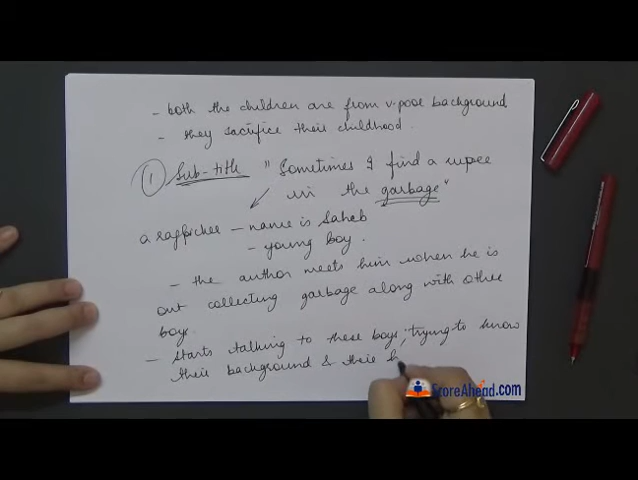 - both the children are from v.poor background
- they sacrifice their childhood.
① Sub-title "Sometimes I find a rupee
in the garbage"
a ragpicker - name is Saheb
- young boy.
- the author meets him when he is
out collecting garbage along with other
boys.
- starts talking to these boys, trying to know
their background & their h
ExoreAhead.com